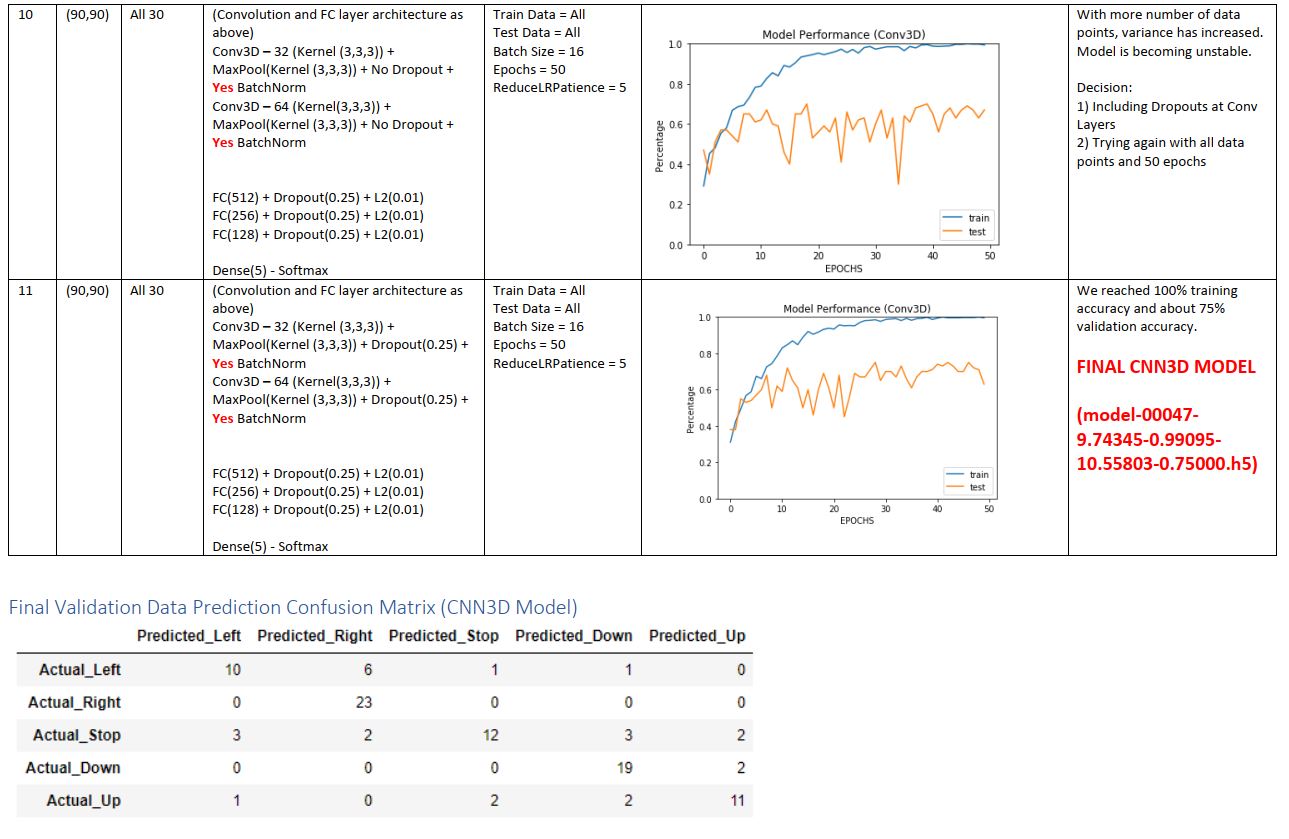 10
(90,90)
All 30
(Convolution and FC layer architecture as
above)
Conv3D – 32 (Kernel (3,3,3)) +
MaxPool(Kernel (3,3,3)) + No Dropout +
Yes BatchNorm
Conv3D – 64 (Kernel(3,3,3)) +
MaxPool(Kernel (3,3,3)) + No Dropout +
Yes BatchNorm
FC(512) + Dropout(0.25) + L2(0.01)
FC(256) + Dropout(0.25) + L2(0.01)
FC(128) + Dropout(0.25) + L2(0.01)
Dense(5) - Softmax
Train Data = All
Test Data = All
Batch Size = 16
Epochs = 50
ReduceLRPatience = 5
Model Performance (Conv3D)
1.0
0.8
0.6
0.4
0.2
0.0
Percentage
0 10 20 30 40 50
EPOCHS
train
test
With more number of data
points, variance has increased.
Model is becoming unstable.
Decision:
1) Including Dropouts at Conv
Layers
2) Trying again with all data
points and 50 epochs
11
(90,90)
All 30
(Convolution and FC layer architecture as
above)
Conv3D – 32 (Kernel (3,3,3)) +
MaxPool(Kernel (3,3,3)) + Dropout(0.25) +
Yes BatchNorm
Conv3D – 64 (Kernel(3,3,3)) +
MaxPool(Kernel (3,3,3)) + Dropout(0.25) +
Yes BatchNorm
FC(512) + Dropout(0.25) + L2(0.01)
FC(256) + Dropout(0.25) + L2(0.01)
FC(128) + Dropout(0.25) + L2(0.01)
Dense(5) - Softmax
Train Data = All
Test Data = All
Batch Size = 16
Epochs = 50
ReduceLRPatience = 5
Model Performance (Conv3D)
1.0
0.8
0.6
0.4
0.2
0.0
Percentage
0 10 20 30 40 50
EPOCHS
train
test
We reached 100% training
accuracy and about 75%
validation accuracy.
FINAL CNN3D MODEL
(model-00047-
9.74345-0.99095-
10.55803-0.75000.h5)
Final Validation Data Prediction Confusion Matrix (CNN3D Model)
Predicted_Left Predicted_Right Predicted_Stop Predicted_Down Predicted_Up
Actual_Left 10 6 1 1 0
Actual_Right 0 23 0 0 0
Actual_Stop 3 2 12 3 2
Actual_Down 0 0 0 19 2
Actual_Up 1 0 2 2 11